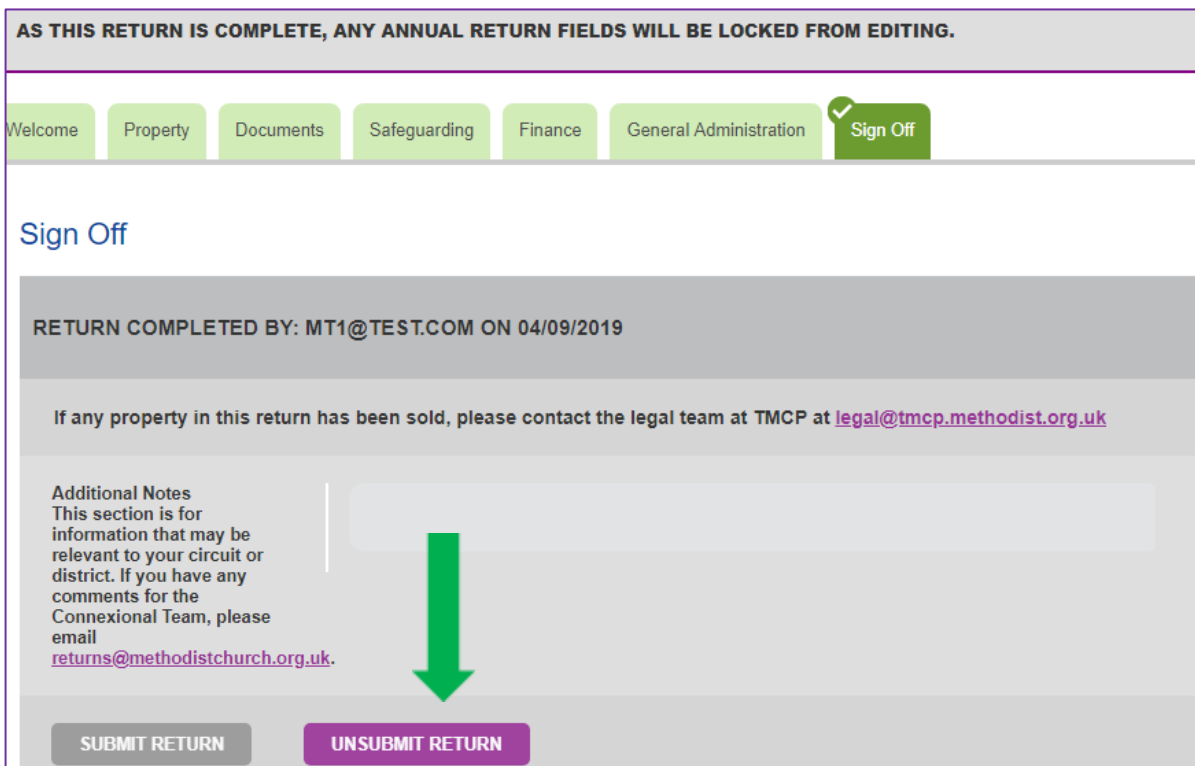 AS THIS RETURN IS COMPLETE, ANY ANNUAL RETURN FIELDS WILL BE LOCKED FROM EDITING.
Welcome Property Documents Safeguarding Finance General Administration Sign Off
Sign Off
RETURN COMPLETED BY: MT1@TEST.COM ON 04/09/2019
If any property in this return has been sold, please contact the legal team at TMCP at legal@tmcp.methodist.org.uk
Additional Notes
This section is for
information that may be
relevant to your circuit or
district. If you have any
comments for the
Connexional Team, please
email
returns@methodistchurch.org.uk.
SUBMIT RETURN UNSUBMIT RETURN